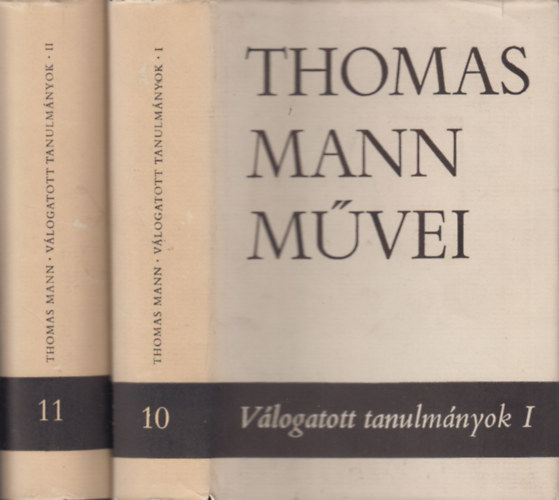 THOMAS MANN · VÁLOGATOTT TANULMÁNYOK · II
11
THOMAS MANN · VÁLOGATOTT TANULMÁNYOK · I
10
THOMAS
MANN
MŰVEI
Válogatott tanulmányok I